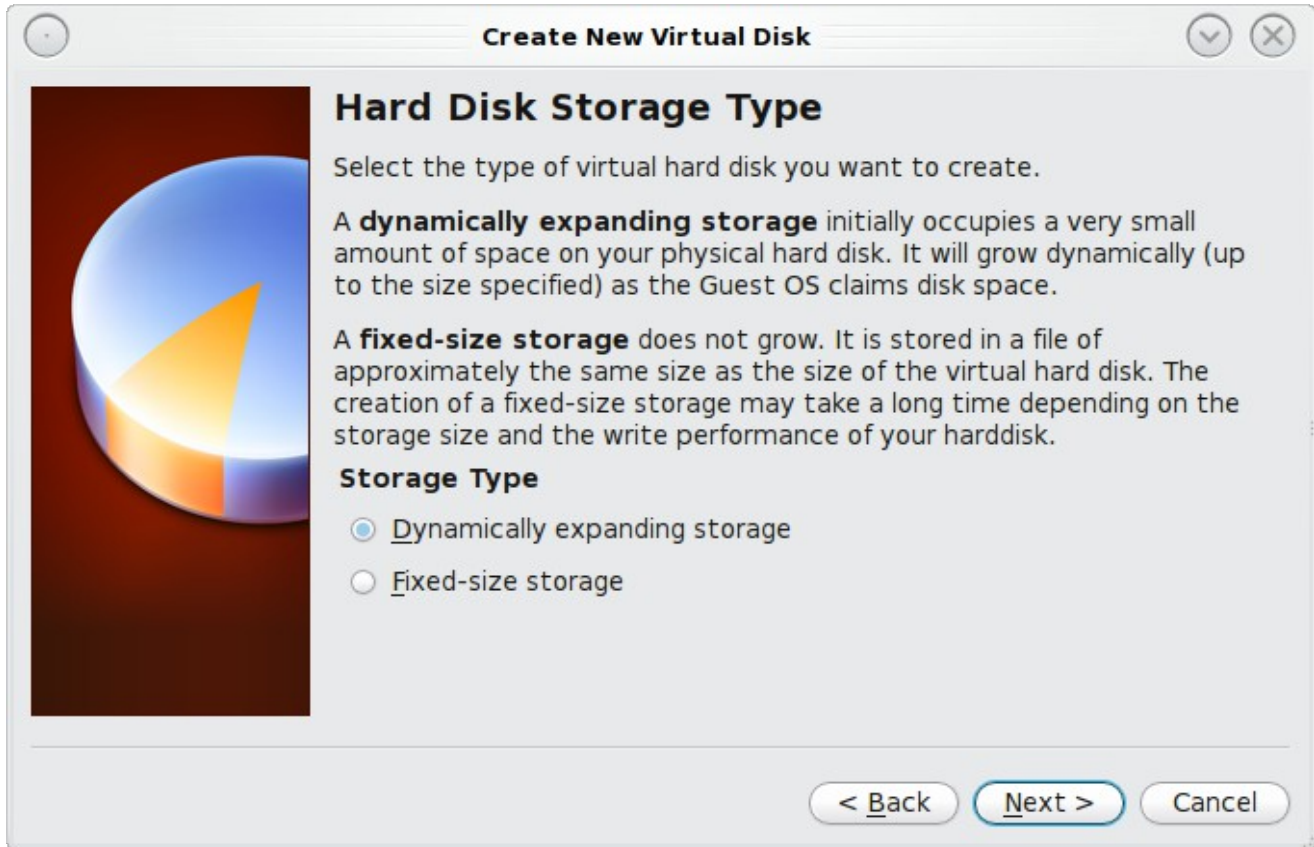 Create New Virtual Disk
Hard Disk Storage Type
Select the type of virtual hard disk you want to create.
A dynamically expanding storage initially occupies a very small
amount of space on your physical hard disk. It will grow dynamically (up
to the size specified) as the Guest OS claims disk space.
A fixed-size storage does not grow. It is stored in a file of
approximately the same size as the size of the virtual hard disk. The
creation of a fixed-size storage may take a long time depending on the
storage size and the write performance of your harddisk.
Storage Type
Dynamically expanding storage
Fixed-size storage
< Back
Next >
Cancel